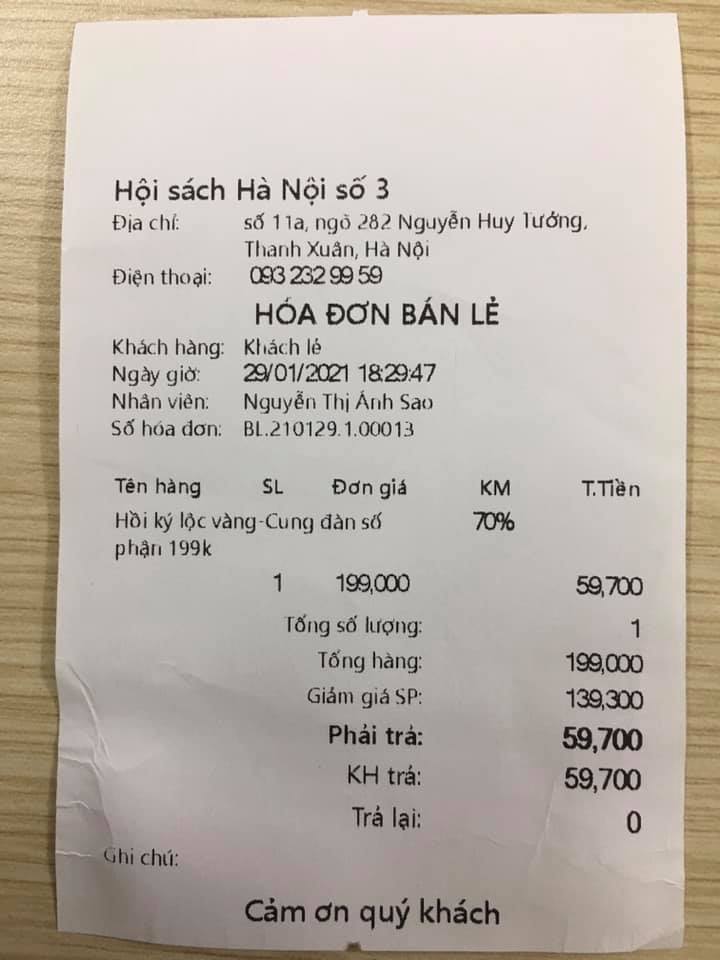 Hội sách Hà Nội số 3
Địa chỉ: số 11a, ngõ 282 Nguyễn Huy Tưởng,
Thanh Xuân, Hà Nội
Điện thoại: 093 232 99 59
HÓA ĐƠN BÁN LẺ
Khách hàng: Khách lẻ
Ngày giờ: 29/01/2021 18:29:47
Nhân viên: Nguyễn Thị Ánh Sao
Số hóa đơn: BL.210129.1.00013
Tên hàng SL Đơn giá KM T.Tiền
Hồi ký lộc vàng-Cung đàn số 70%
phận 199k
1 199,000 59,700
Tổng số lượng: 1
Tổng hàng: 199,000
Giảm giá SP: 139,300
Phải trả: 59,700
KH trả: 59,700
Trả lại: 0
Ghi chú:
Cảm ơn quý khách